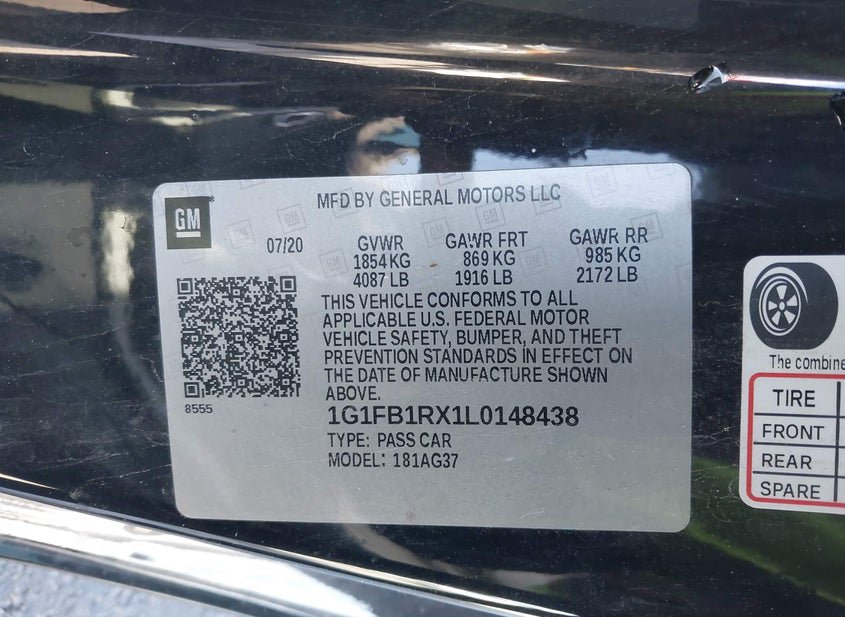 GM
MFD BY GENERAL MOTORS LLC
07/20
GVWR GAWR FRT GAWR RR
1854 KG 869 KG 985 KG
4087 LB 1916 LB 2172 LB
THIS VEHICLE CONFORMS TO ALL
APPLICABLE U.S. FEDERAL MOTOR
VEHICLE SAFETY, BUMPER, AND THEFT
PREVENTION STANDARDS IN EFFECT ON
THE DATE OF MANUFACTURE SHOWN
ABOVE.
8555
1G1FB1RX1L0148438
TYPE: PASS CAR
MODEL: 181AG37
The combine
TIRE
FRONT
REAR
SPARE